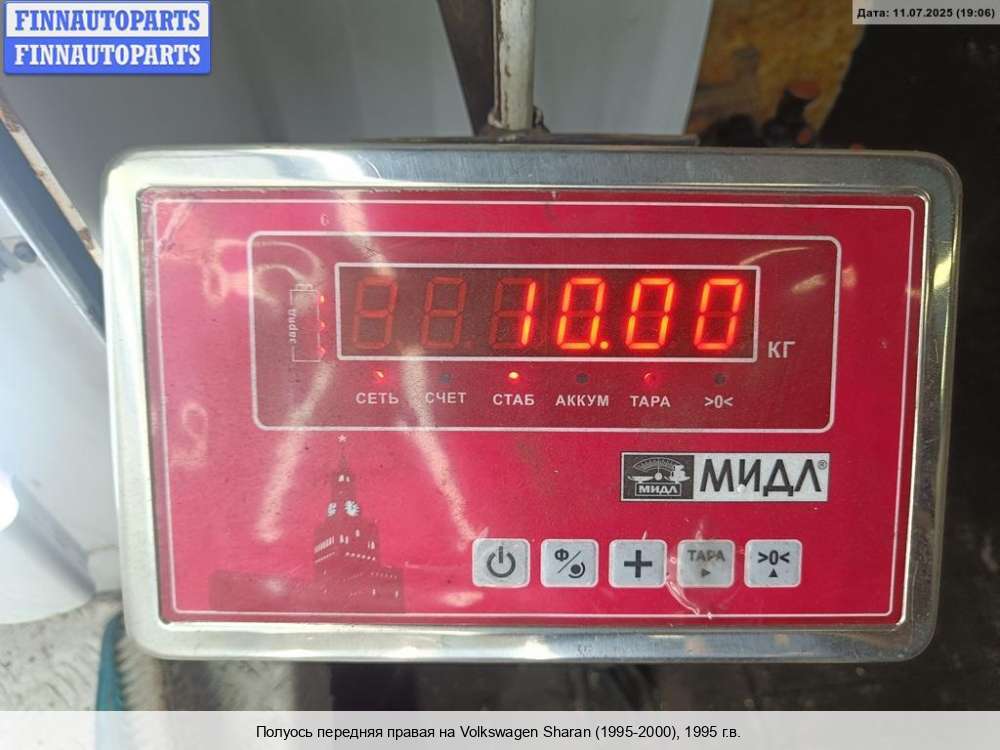 FINNAUTOPARTS
FINNAUTOPARTS
Дата: 11.07.2025 (19:06)
заряд
10.00
КГ
СЕТЬ СЧЕТ СТАБ АККУМ ТАРА >0<
МИДЛ
МИДЛ®
Ф
ТАРА
>0<
Полуось передняя правая на Volkswagen Sharan (1995-2000), 1995 г.в.